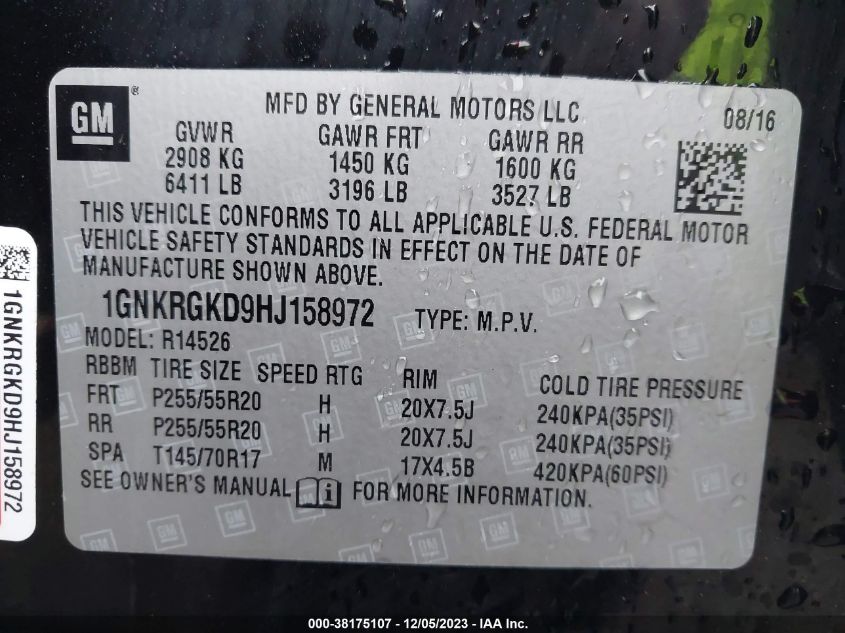 GM ®
MFD BY GENERAL MOTORS LLC
08/16
GVWR GAWR FRT GAWR RR
2908 KG 1450 KG 1600 KG
6411 LB 3196 LB 3527 LB
THIS VEHICLE CONFORMS TO ALL APPLICABLE U.S. FEDERAL MOTOR
VEHICLE SAFETY STANDARDS IN EFFECT ON THE DATE OF
MANUFACTURE SHOWN ABOVE.
1GNKRGKD9HJ158972 TYPE: M.P.V.
MODEL: R14526
RBBM TIRE SIZE SPEED RTG RIM COLD TIRE PRESSURE
FRT P255/55R20 H 20X7.5J 240KPA(35PSI)
RR P255/55R20 H 20X7.5J 240KPA(35PSI)
SPA T145/70R17 M 17X4.5B 420KPA(60PSI)
SEE OWNER'S MANUAL i FOR MORE INFORMATION.
1GNKRGKD9HJ158972
000-38175107 - 12/05/2023 - IAA Inc.